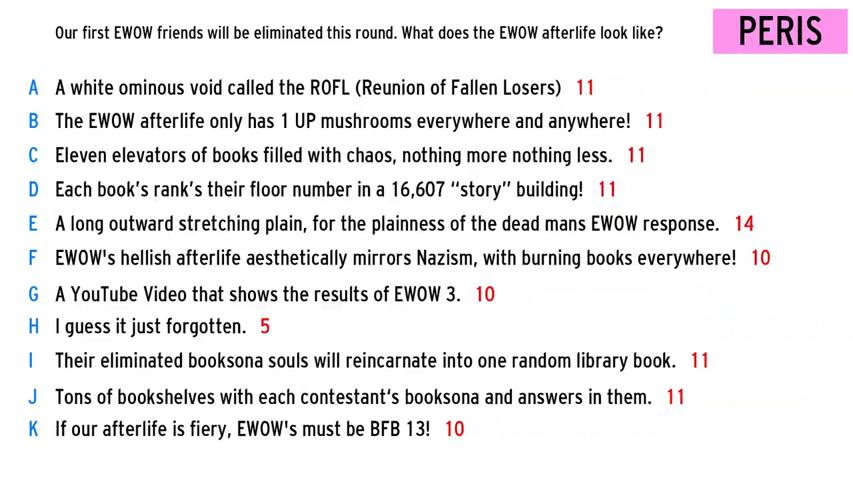 Our first EWOW friends will be eliminated this round. What does the EWOW afterlife look like?
PERIS
A A white ominous void called the ROFL (Reunion of Fallen Losers) 11
B The EWOW afterlife only has 1 UP mushrooms everywhere and anywhere! 11
C Eleven elevators of books filled with chaos, nothing more nothing less. 11
D Each book's rank's their floor number in a 16,607 “story” building! 11
E A long outward stretching plain, for the plainness of the dead mans EWOW response. 14
F EWOW's hellish afterlife aesthetically mirrors Nazism, with burning books everywhere! 10
G A YouTube Video that shows the results of EWOW 3. 10
H I guess it just forgotten. 5
I Their eliminated booksona souls will reincarnate into one random library book. 11
J Tons of bookshelves with each contestant‘s booksona and answers in them. 11
K If our afterlife is fiery, EWOW's must be BFB 13! 10